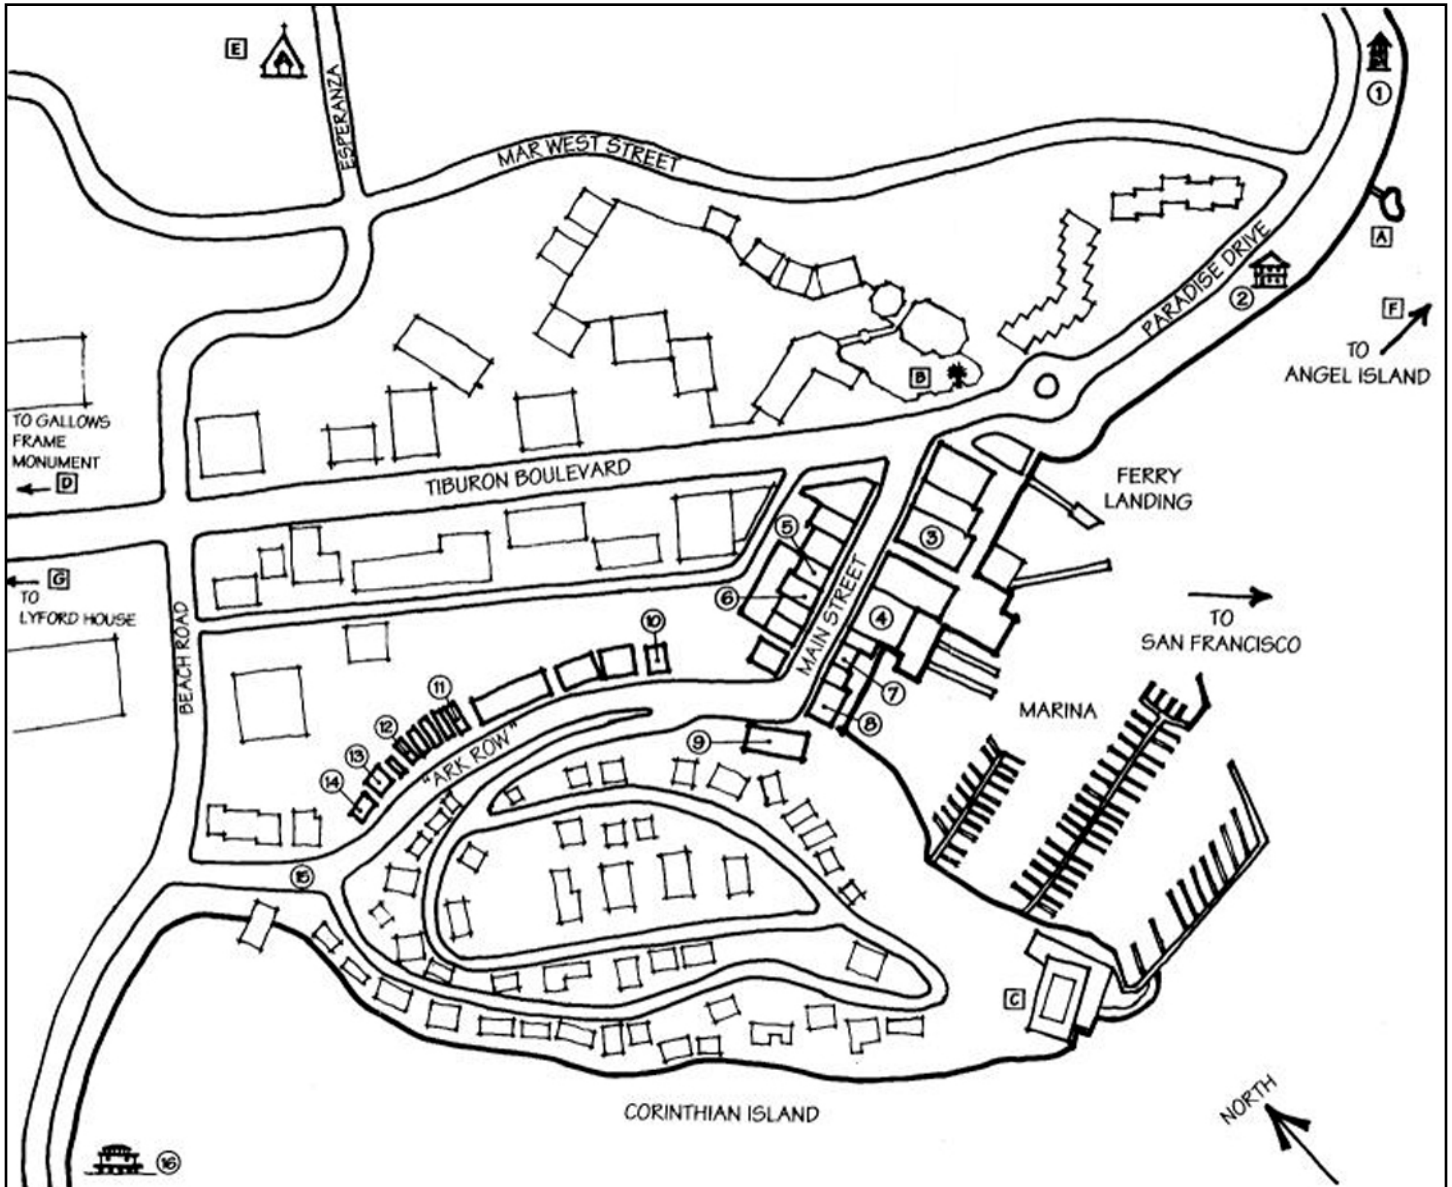 E
ESPERANZA
MAR WEST STREET
1
A
PARADISE DRIVE
2
F
TO
ANGEL ISLAND
B
TO GALLOWS
FRAME
MONUMENT
D
TIBURON BOULEVARD
FERRY
LANDING
5
3
G
TO
LYFORD HOUSE
6
MAIN STREET
4
TO
SAN FRANCISCO
BEACH ROAD
10
11
7
MARINA
12
8
9
13
"ARK ROW"
14
15
C
CORINTHIAN ISLAND
NORTH
16